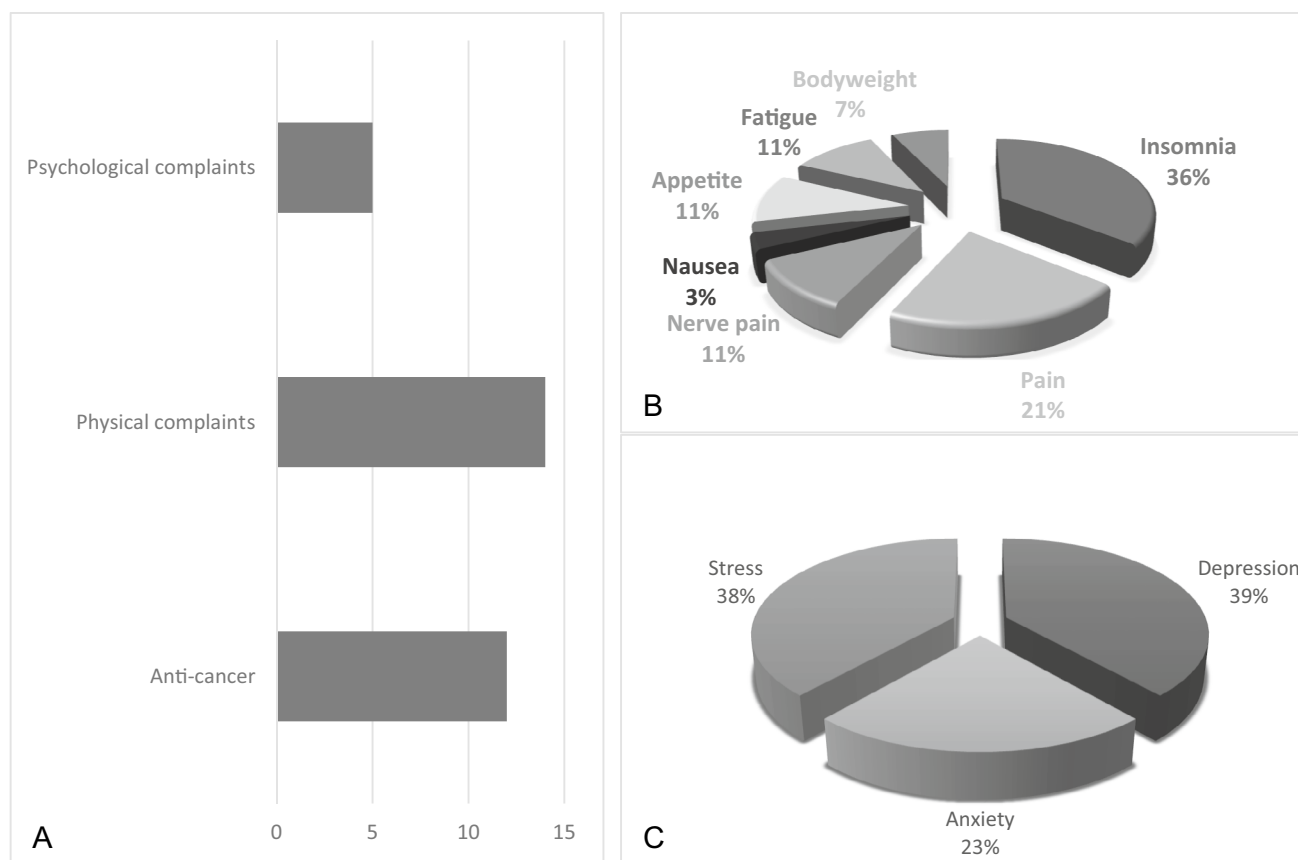 Psychological complaints
Physical complaints
Anti-cancer
0 5 10 15
A
Bodyweight
7%
Fatigue
11%
Appetite
11%
Nausea
3%
Nerve pain
11%
Insomnia
36%
Pain
21%
B
Stress
38%
Depression
39%
Anxiety
23%
C